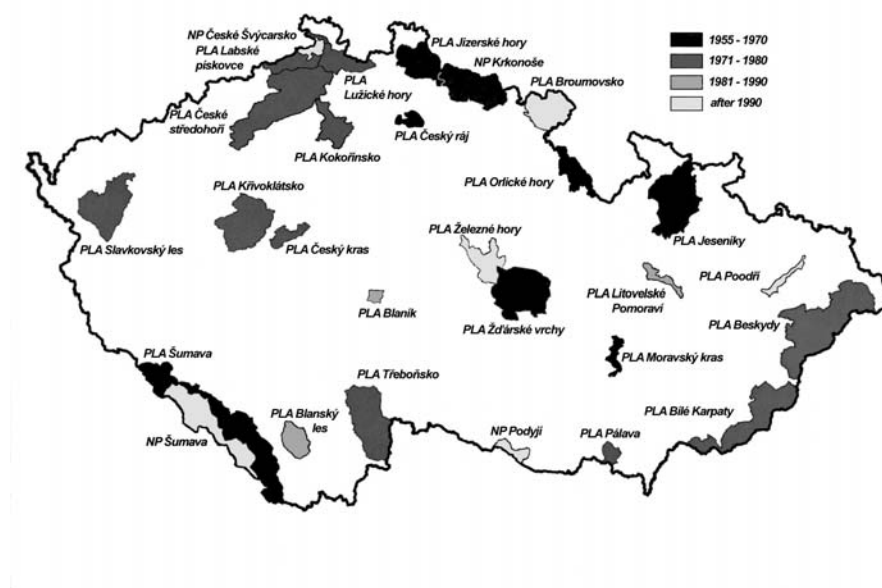 NP České Švýcarsko
PLA Labské
pískovce
PLA Jizerské hory
NP Krkonoše
PLA Broumovsko
PLA
Lužické hory
PLA České
středohoří
PLA Kokořínsko
PLA Český ráj
PLA Orlické hory
1955 - 1970
1971 - 1980
1981 - 1990
after 1990
PLA Slavkovský les
PLA Křivoklátsko
PLA Český kras
PLA Železné hory
PLA Jeseníky
PLA Blaník
PLA Žďárské vrchy
PLA Litovelské
Pomoraví
PLA Poodří
PLA Beskydy
PLA Moravský kras
PLA Šumava
NP Šumava
PLA Blanský
les
PLA Třeboňsko
NP Podyjí
PLA Pálava
PLA Bílé Karpaty